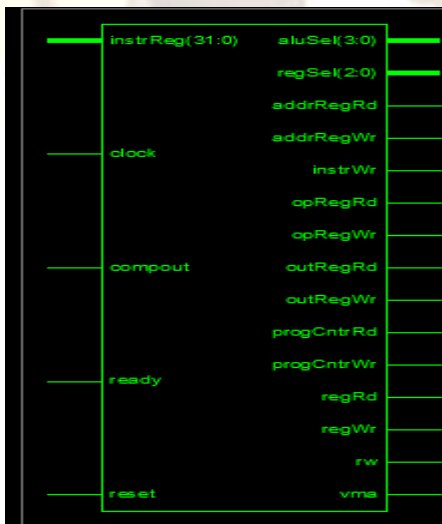 instrReg(31:0) aluSel(3:0)
regSel(2:0)
addrRegRd
addrRegWr
clock
instrWr
opRegRd
opRegWr
compout outRegRd
outRegWr
progCntrRd
progCntrWr
ready
regRd
regWr
rw
reset vma